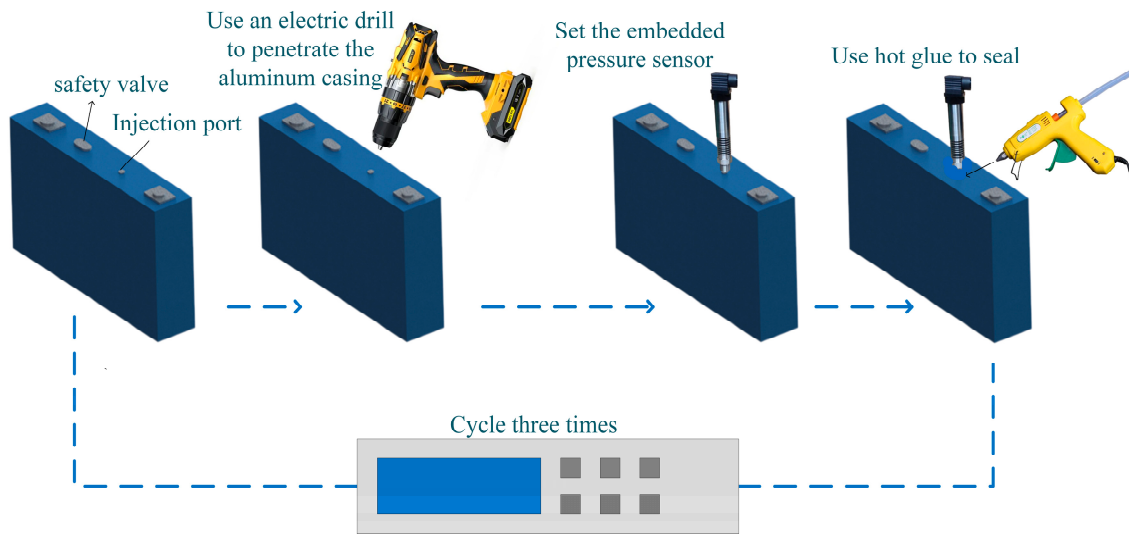 Use an electric drill
to penetrate the
aluminum casing
Set the embedded
pressure sensor
Use hot glue to seal
safety valve
Injection port
Cycle three times